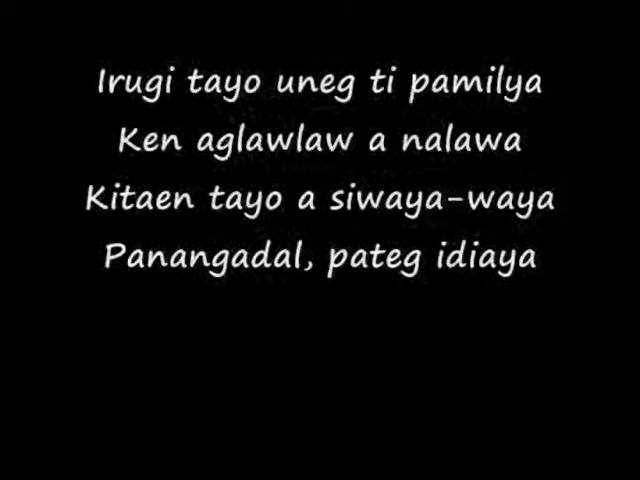 Irugi tayo uneg ti pamilya
Ken aglawlaw a nalawa
Kitaen tayo a siwaya-waya
Panangadal, pateg idiaya